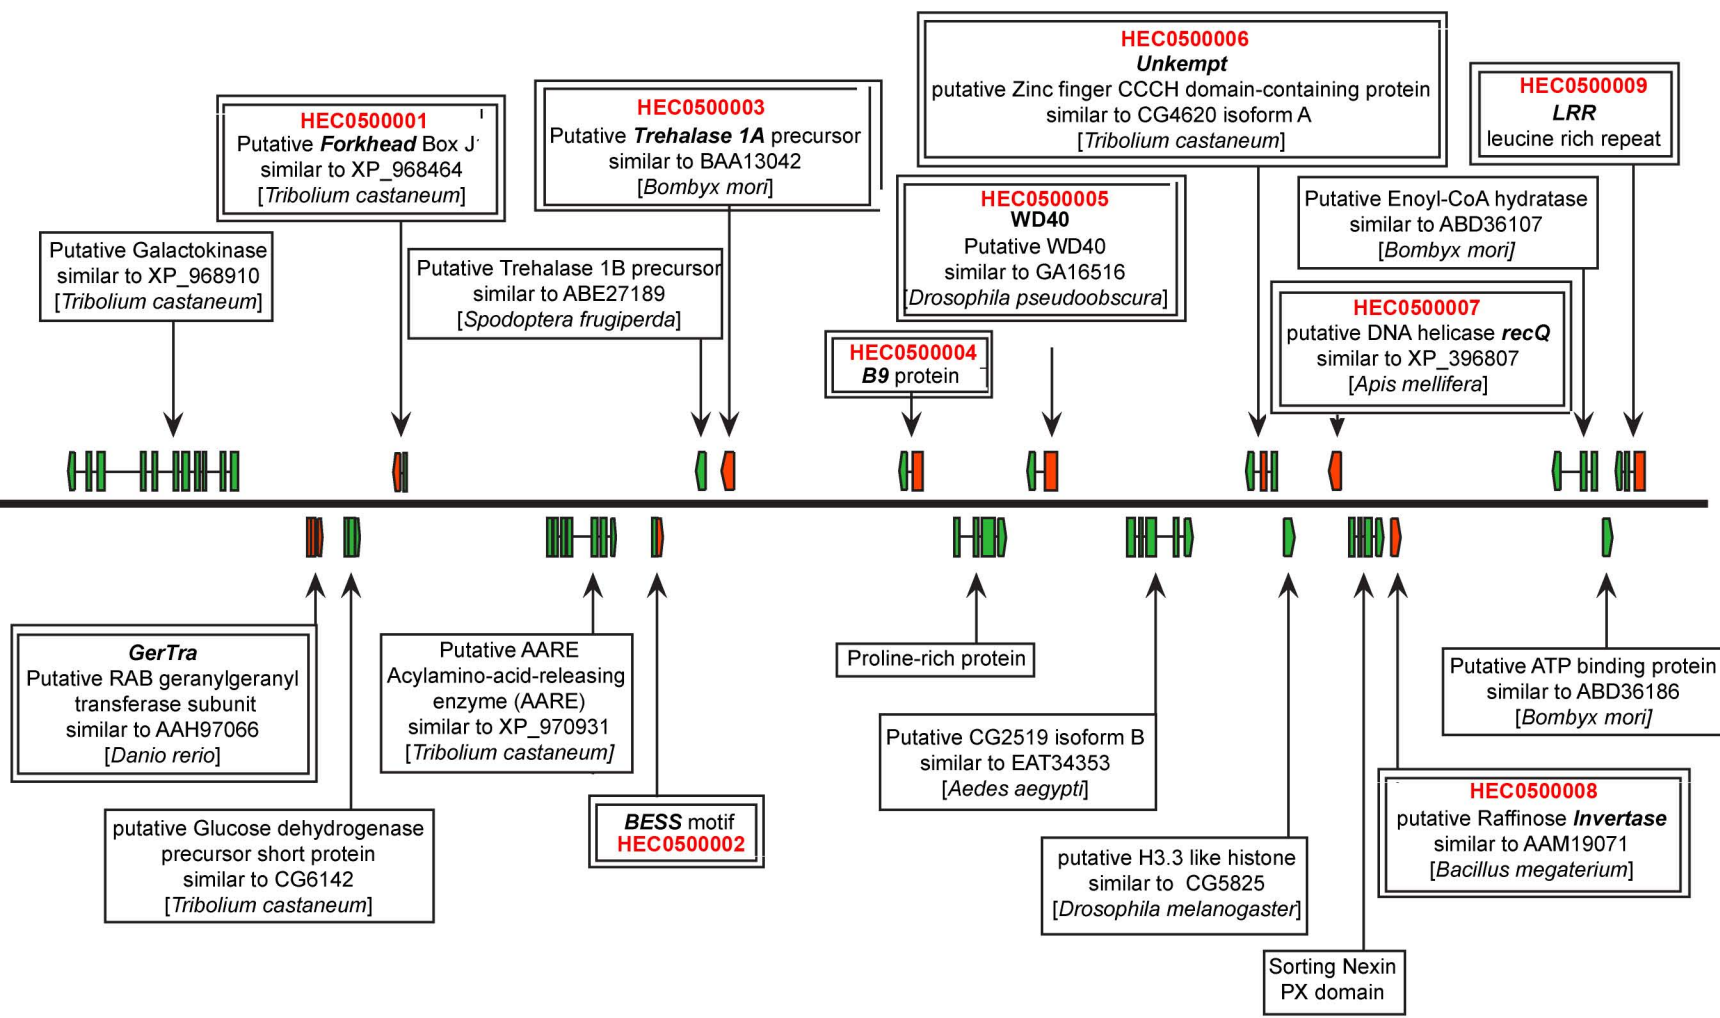 HEC0500001
Putative Forkhead Box J1
similar to XP_968464
[Tribolium castaneum]
HEC0500003
Putative Trehalase 1A precursor
similar to BAA13042
[Bombyx mori]
HEC0500006
Unkempt
putative Zinc finger CCCH domain-containing protein
similar to CG4620 isoform A
[Tribolium castaneum]
HEC0500009
LRR
leucine rich repeat
Putative Galactokinase
similar to XP_968910
[Tribolium castaneum]
Putative Trehalase 1B precursor
similar to ABE27189
[Spodoptera frugiperda]
HEC0500004
B9 protein
HEC0500005
WD40
Putative WD40
similar to GA16516
[Drosophila pseudoobscura]
Putative Enoyl-CoA hydratase
similar to ABD36107
[Bombyx mori]
HEC0500007
putative DNA helicase recQ
similar to XP_396807
[Apis mellifera]
GerTra
Putative RAB geranylgeranyl
transferase subunit
similar to AAH97066
[Danio rerio]
putative Glucose dehydrogenase
precursor short protein
similar to CG6142
[Tribolium castaneum]
Putative AARE
Acylamino-acid-releasing
enzyme (AARE)
similar to XP_970931
[Tribolium castaneum]
BESS motif
HEC0500002
Proline-rich protein
Putative CG2519 isoform B
similar to EAT34353
[Aedes aegypti]
putative H3.3 like histone
similar to CG5825
[Drosophila melanogaster]
Sorting Nexin
PX domain
HEC0500008
putative Raffinose Invertase
similar to AAM19071
[Bacillus megaterium]
Putative ATP binding protein
similar to ABD36186
[Bombyx mori]